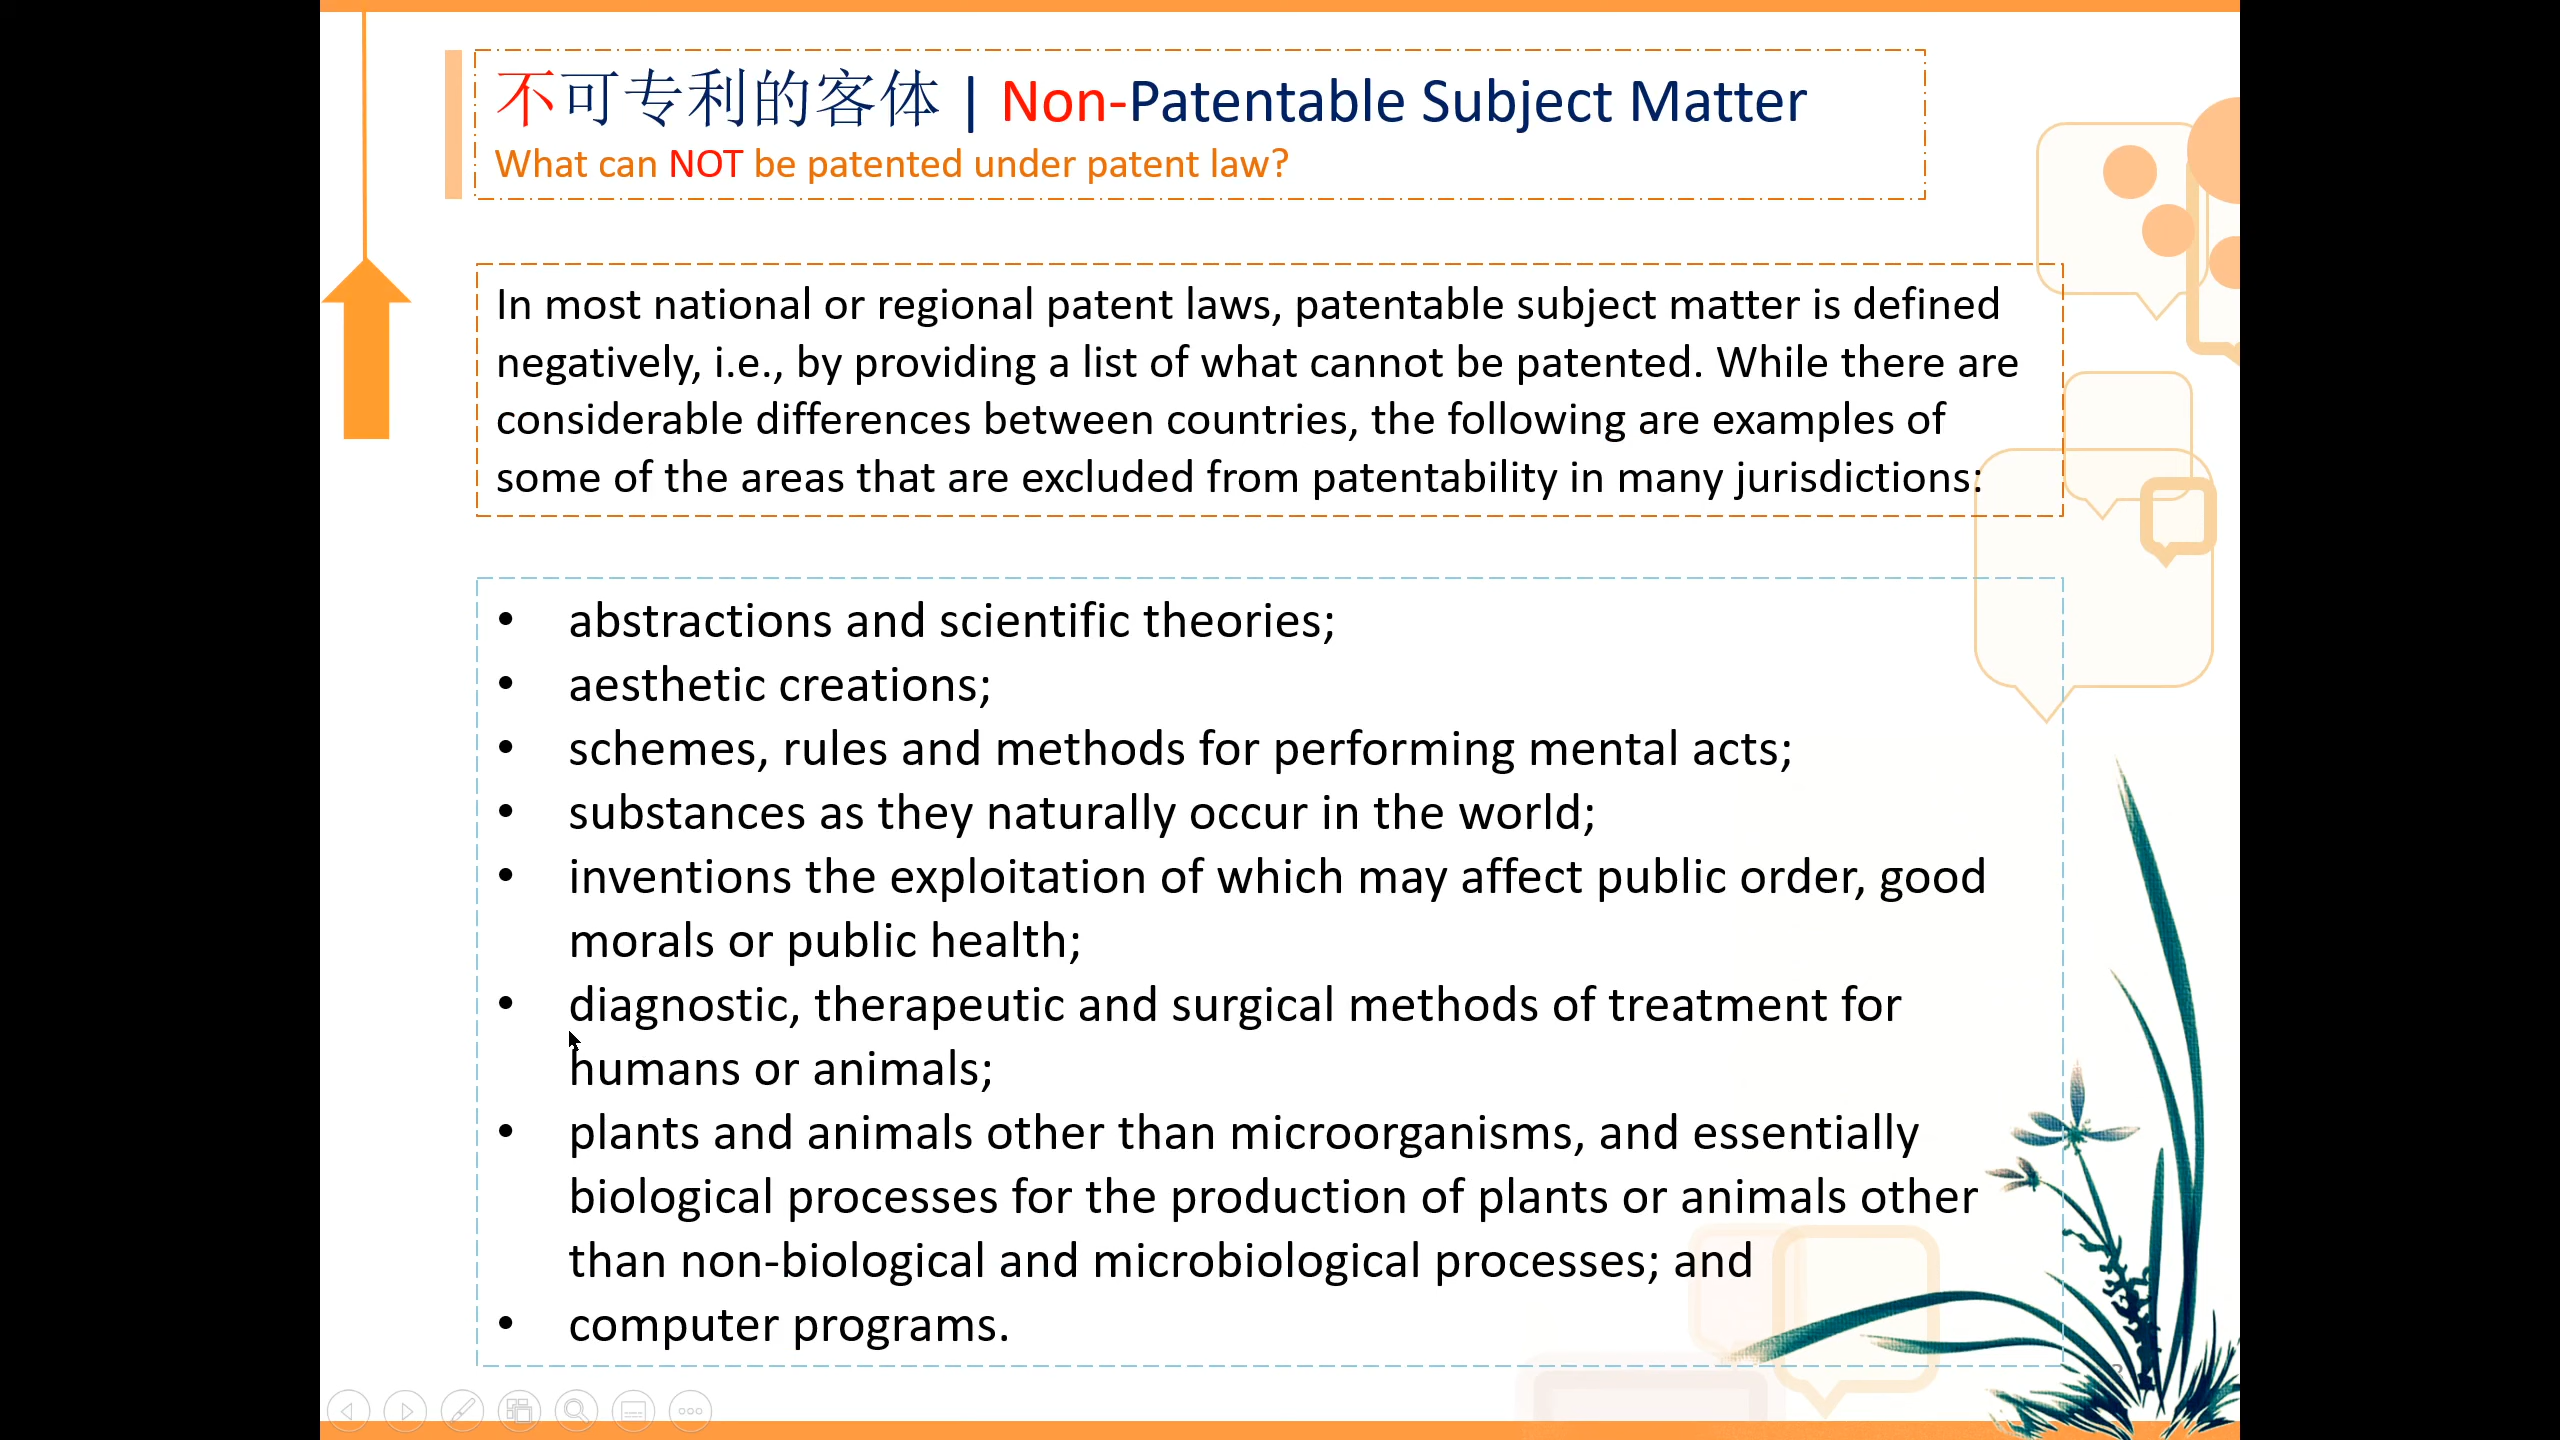 不可专利的客体 | Non-Patentable Subject Matter
What can NOT be patented under patent law?
In most national or regional patent laws, patentable subject matter is defined
negatively, i.e., by providing a list of what cannot be patented. While there are
considerable differences between countries, the following are examples of
some of the areas that are excluded from patentability in many jurisdictions:
• abstractions and scientific theories;
• aesthetic creations;
• schemes, rules and methods for performing mental acts;
• substances as they naturally occur in the world;
• inventions the exploitation of which may affect public order, good
morals or public health;
• diagnostic, therapeutic and surgical methods of treatment for
humans or animals;
• plants and animals other than microorganisms, and essentially
biological processes for the production of plants or animals other
than non-biological and microbiological processes; and
• computer programs.